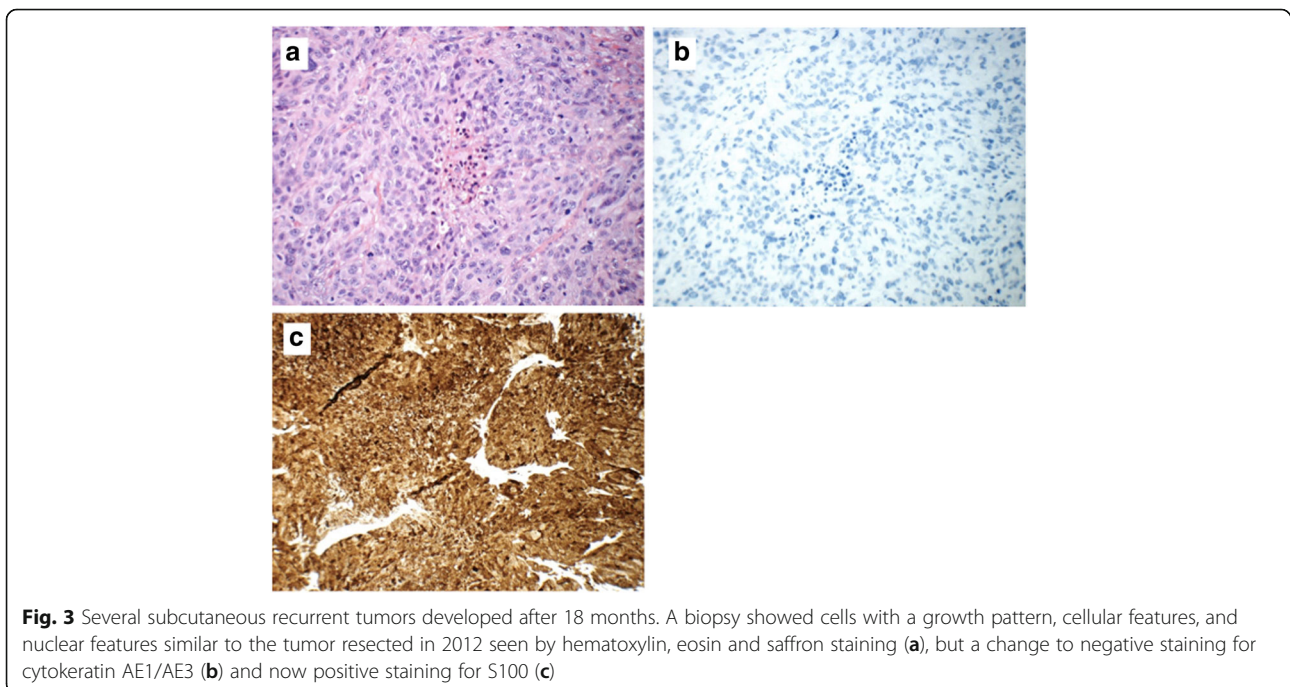 a
b
c
Fig. 3 Several subcutaneous recurrent tumors developed after 18 months. A biopsy showed cells with a growth pattern, cellular features, and
nuclear features similar to the tumor resected in 2012 seen by hematoxylin, eosin and saffron staining (a), but a change to negative staining for
cytokeratin AE1/AE3 (b) and now positive staining for S100 (c)